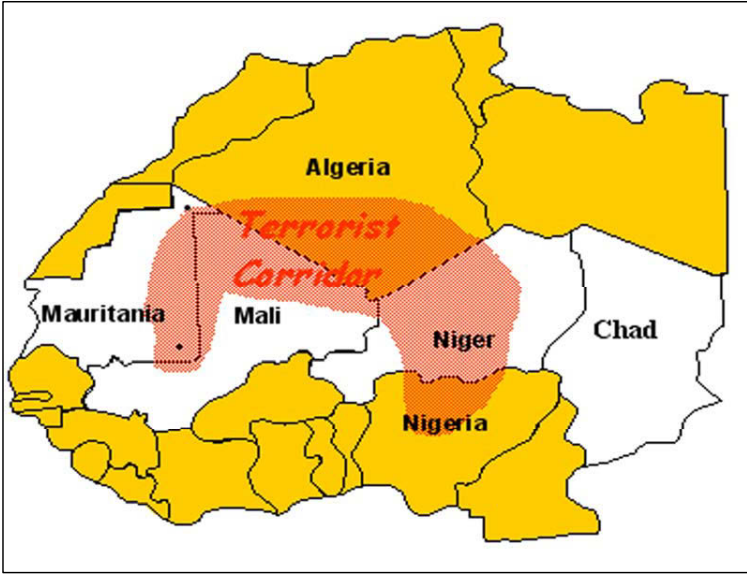 Algeria
Terrorist
Corridor
Mauritania
Mali
Niger
Chad
Nigeria